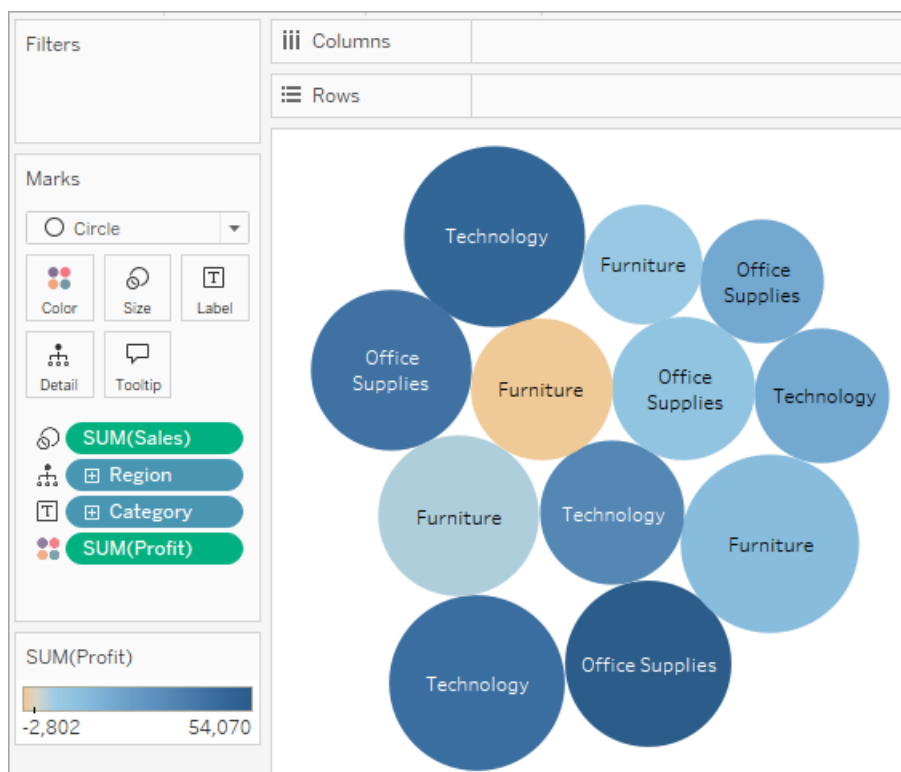 Filters
Columns
Rows
Marks
Circle
Color
Size
Label
Detail
Tooltip
SUM(Sales)
Region
Category
SUM(Profit)
SUM(Profit)
-2,802
54,070
Technology
Furniture
Office
Supplies
Office
Supplies
Furniture
Office
Supplies
Technology
Furniture
Technology
Furniture
Technology
Office Supplies